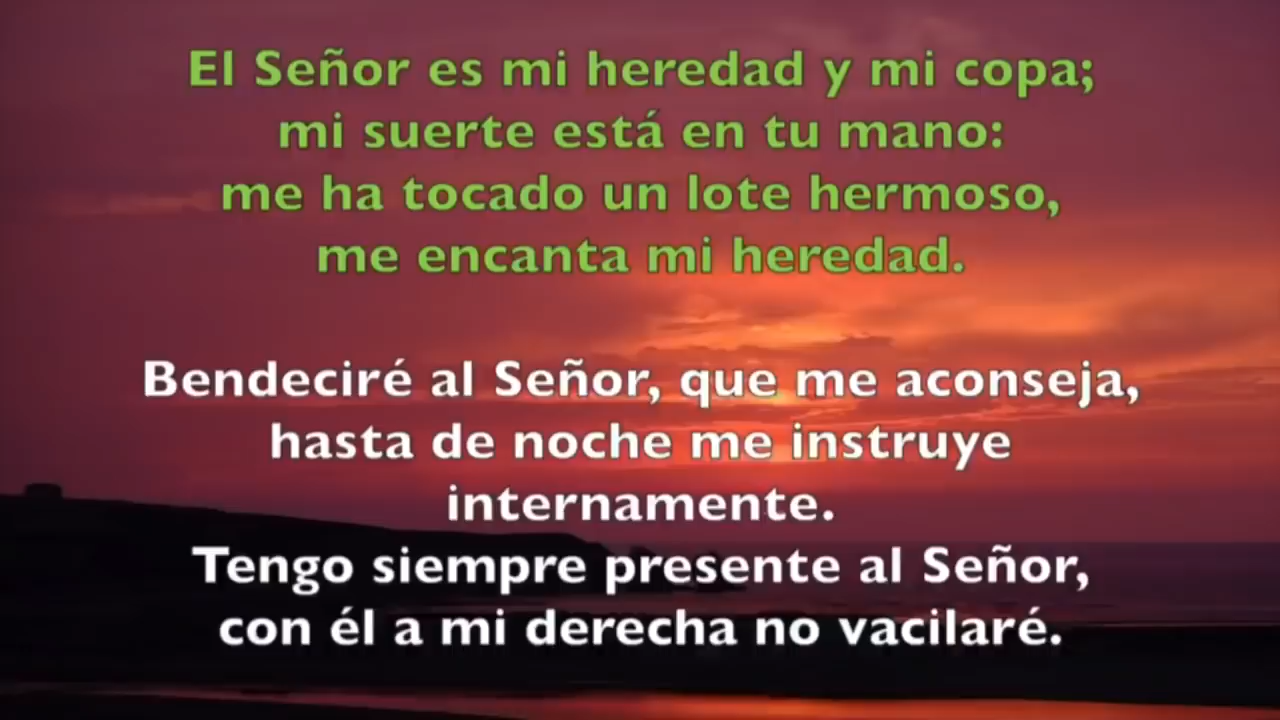 El Señor es mi heredad y mi copa;
mi suerte está en tu mano:
me ha tocado un lote hermoso,
me encanta mi heredad.
Bendeciré al Señor, que me aconseja,
hasta de noche me instruye
internamente.
Tengo siempre presente al Señor,
con él a mi derecha no vacilaré.